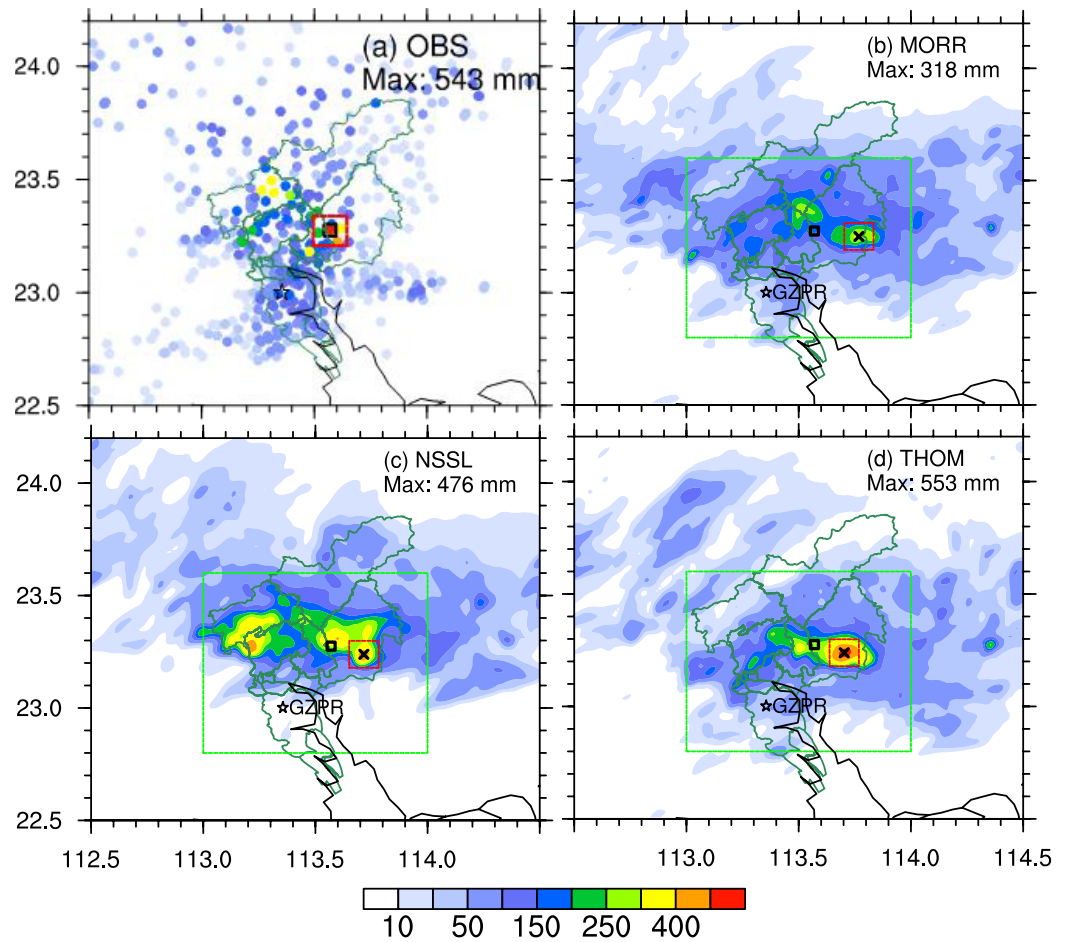 (a) OBS
Max: 543 mm
24.0
23.5
23.0
22.5
(b) MORR
Max: 318 mm
GZPR
(c) NSSL
Max: 476 mm
24.0
23.5
GZPR
23.0
22.5
112.5 113.0 113.5 114.0
(d) THOM
Max: 553 mm
GZPR
113.0 113.5 114.0 114.5
10 50 150 250 400